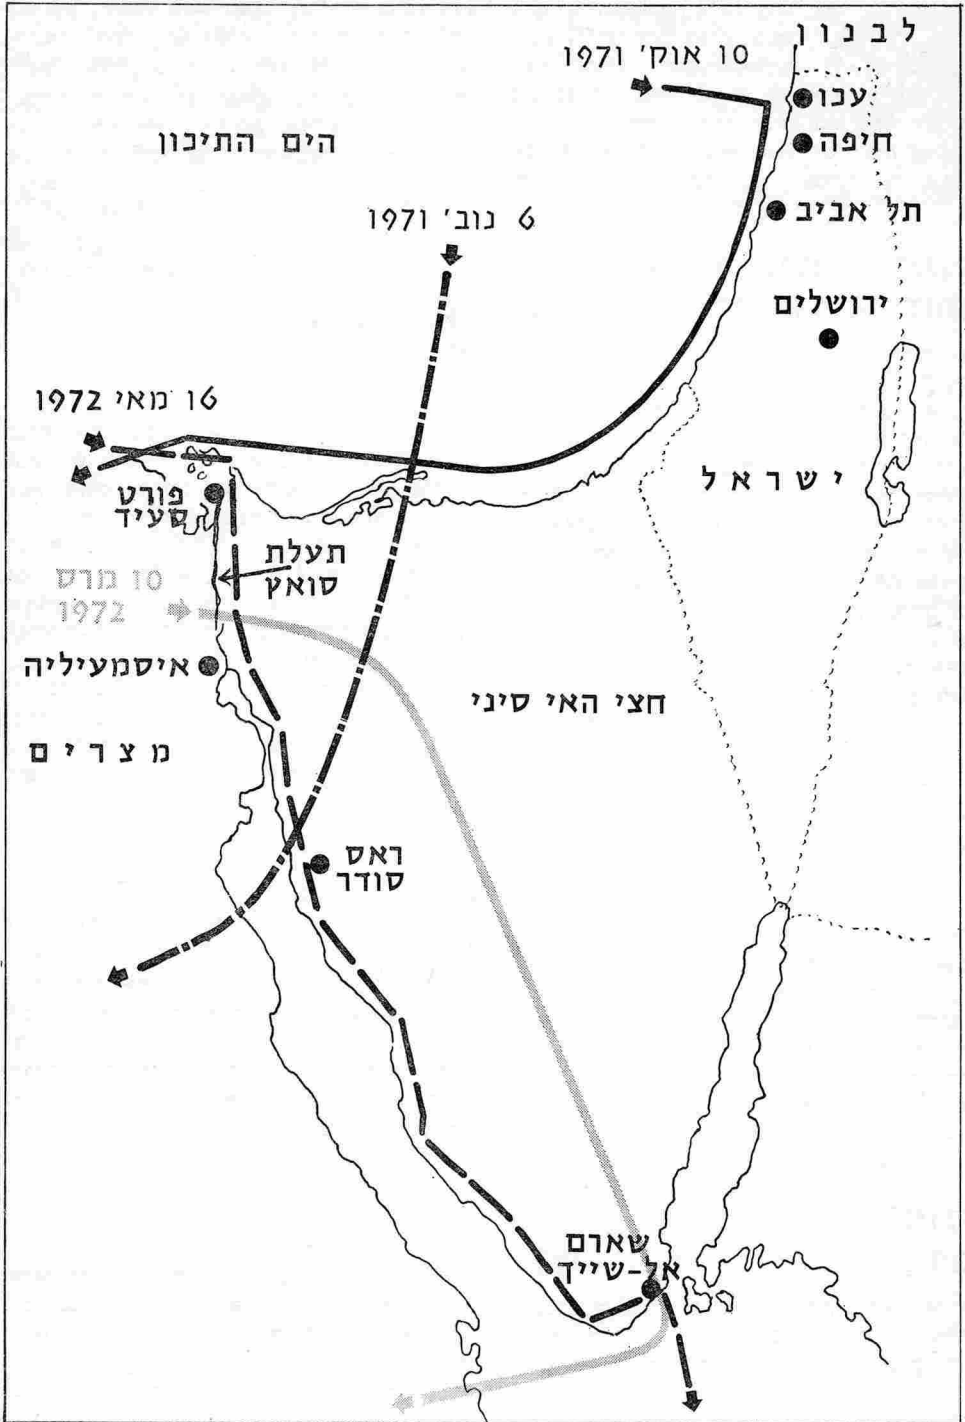 לבנון
10 אוק' 1971
עכו
חיפה
הים התיכון
תל אביב
6 נוב' 1971
ירושלים
16 מאי 1972
ישראל
פורט
סעיד
תעלת
סואץ
10 מרס
1972
איסמעיליה
חצי האי סיני
מצרים
ראס
סודר
שארם
אל-שייך